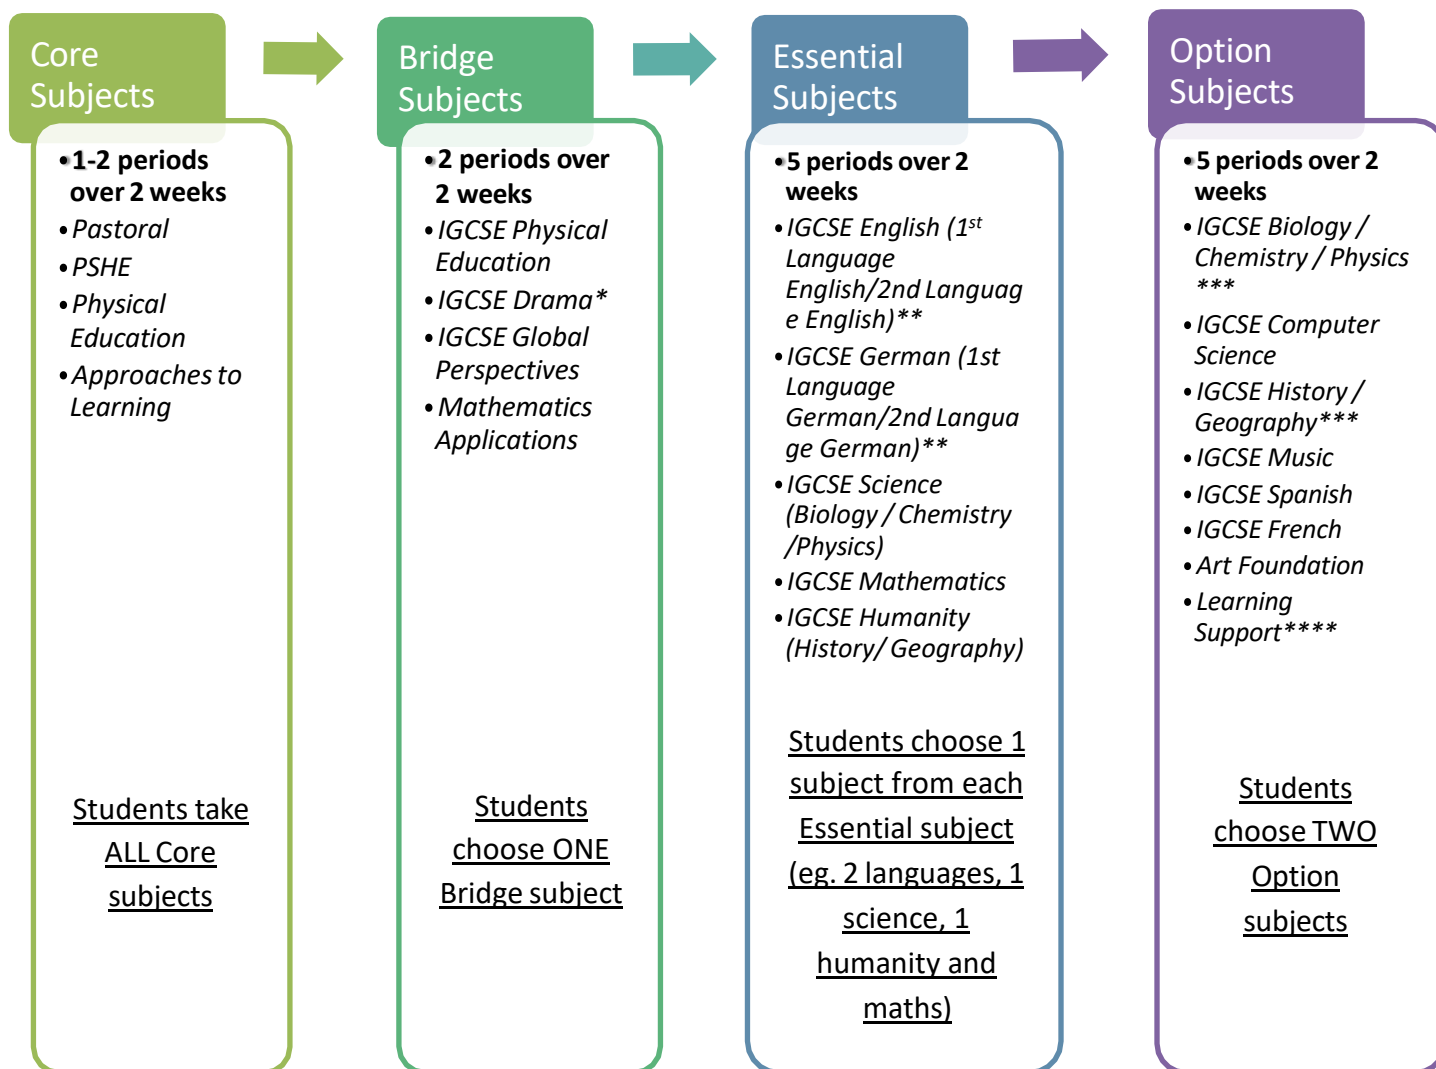 Core
Subjects
•1-2 periods
over 2 weeks
•Pastoral
•PSHE
•Physical
Education
•Approaches to
Learning
Students take
ALL Core
subjects
Bridge
Subjects
•2 periods over
2 weeks
•IGCSE Physical
Education
•IGCSE Drama*
•IGCSE Global
Perspectives
•Mathematics
Applications
Students
choose ONE
Bridge subject
Essential
Subjects
•5 periods over 2
weeks
•IGCSE English (1st
Language
English/2nd Languag
e English)**
•IGCSE German (1st
Language
German/2nd Langua
ge German)**
•IGCSE Science
(Biology / Chemistry
/Physics)
•IGCSE Mathematics
•IGCSE Humanity
(History/ Geography)
Students choose 1
subject from each
Essential subject
(eg. 2 languages, 1
science, 1
humanity and
maths)
Option
Subjects
•5 periods over 2
weeks
•IGCSE Biology /
Chemistry / Physics
***
•IGCSE Computer
Science
•IGCSE History /
Geography***
•IGCSE Music
•IGCSE Spanish
•IGCSE French
•Art Foundation
•Learning
Support****
Students
choose TWO
Option
subjects